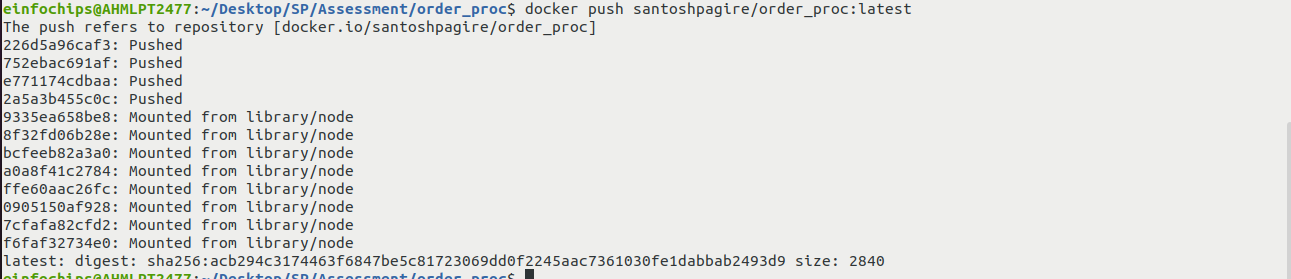 einfochips@AHMLPT2477:~/Desktop/SP/Assessment/order_proc$ docker push santoshpagire/order_proc:latest
The push refers to repository [docker.io/santoshpagire/order_proc]
226d5a96caf3: Pushed
752ebac691af: Pushed
e771174cdbaa: Pushed
2a5a3b455c0c: Pushed
9335ea658be8: Mounted from library/node
8f32fd06b28e: Mounted from library/node
bcfeeb82a3a0: Mounted from library/node
a0a8f41c2784: Mounted from library/node
ffe60aac26fc: Mounted from library/node
0905150af928: Mounted from library/node
7cfafa82cfd2: Mounted from library/node
f6faf32734e0: Mounted from library/node
latest: digest: sha256:acb294c3174463f6847be5c81723069dd0f2245aac7361030fe1dabbab2493d9 size: 2840
einfochips@AHMLPT2477:~/Desktop/SP/Assessment/order_proc$